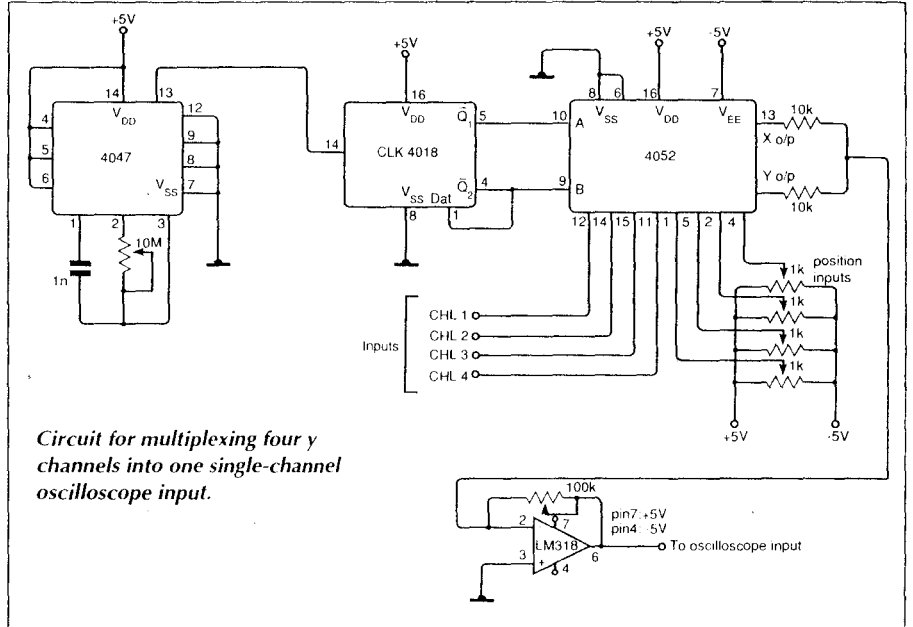 +5V
14
13
4
5
6
V_DD
4047
V_SS
12
9
8
7
1
2
3
1n
10M
+5V
16
14
V_DD
CLK 4018
Q̄_1
5
Q̄_2
4
V_SS
Dat
8
1
+5V
-5V
8
6
16
7
V_SS
V_DD
V_EE
10
A
9
B
4052
13
X o/p
Y o/p
10k
10k
12
14
15
11
1
5
2
4
position
inputs
1k
1k
1k
1k
+5V
-5V
Inputs
CHL 1
CHL 2
CHL 3
CHL 4
Circuit for multiplexing four y
channels into one single-channel
oscilloscope input.
100k
2
7
pin7:+5V
pin4:-5V
LM318
3
+
4
6
To oscilloscope input